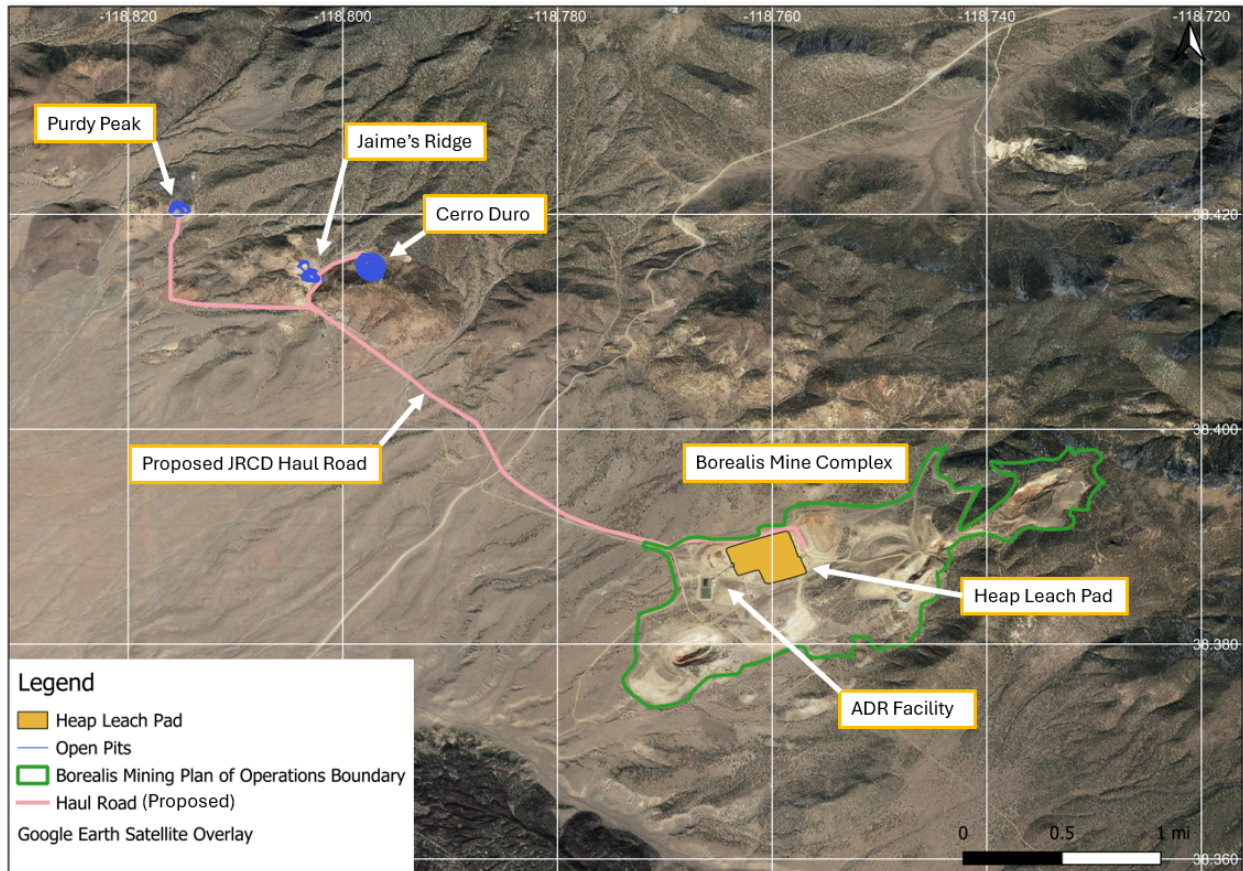 -118.820
-118.800
-118.780
-118.760
-118.740
-118.720
Purdy Peak
Jaime's Ridge
Cerro Duro
38.420
38.400
Proposed JRCD Haul Road
Borealis Mine Complex
Heap Leach Pad
38.380
ADR Facility
Legend
Heap Leach Pad
Open Pits
Borealis Mining Plan of Operations Boundary
Haul Road (Proposed)
Google Earth Satellite Overlay
0 0.5 1 mi
38.360